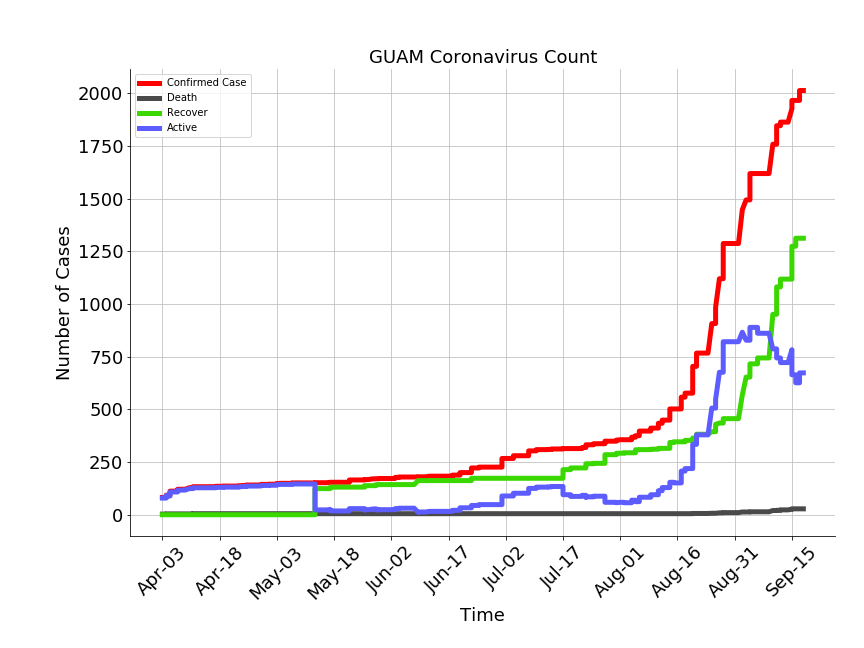 GUAM Coronavirus Count
Confirmed Case
Death
Recover
Active
Number of Cases
2000
1750
1500
1250
1000
750
500
250
0
Apr-03
Apr-18
May-03
May-18
Jun-02
Jun-17
Jul-02
Jul-17
Aug-01
Aug-16
Aug-31
Sep-15
Time